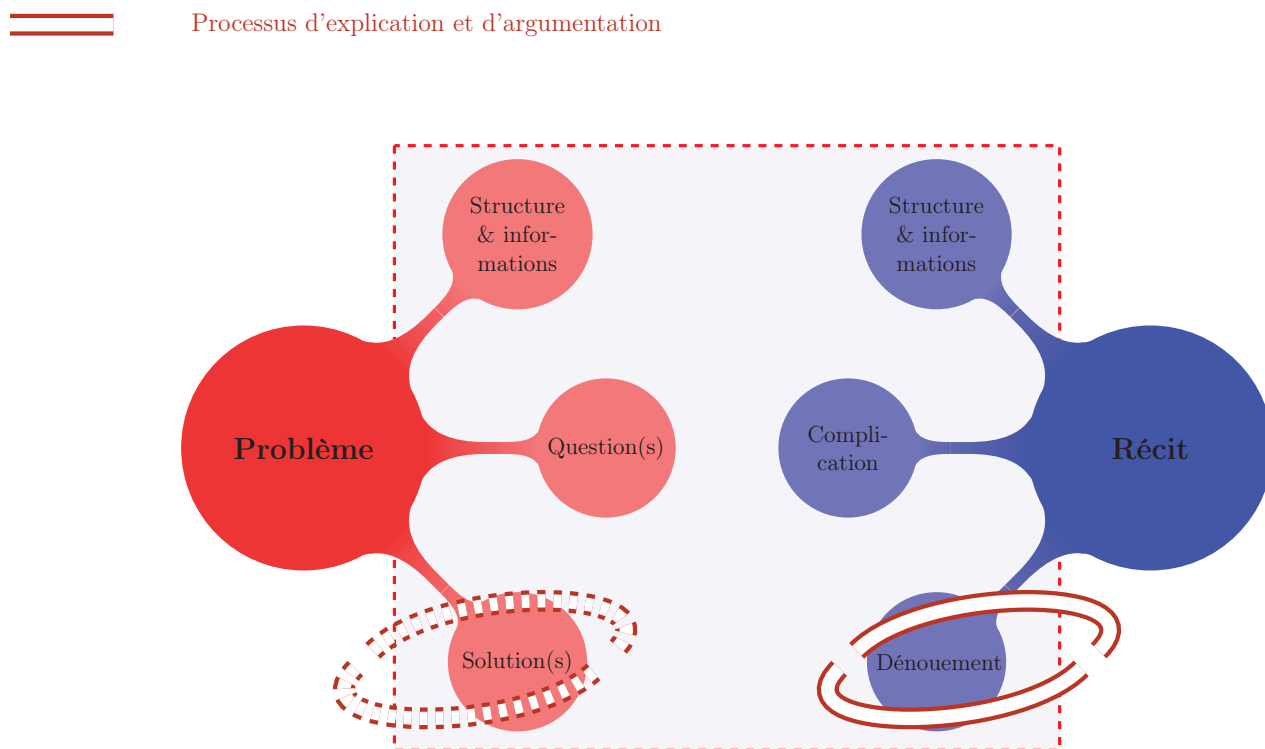 Processus d'explication et d'argumentation
Structure
& infor-
mations
Structure
& infor-
mations
Problème
Question(s)
Compli-
cation
Récit
Solution(s)
Dénouement